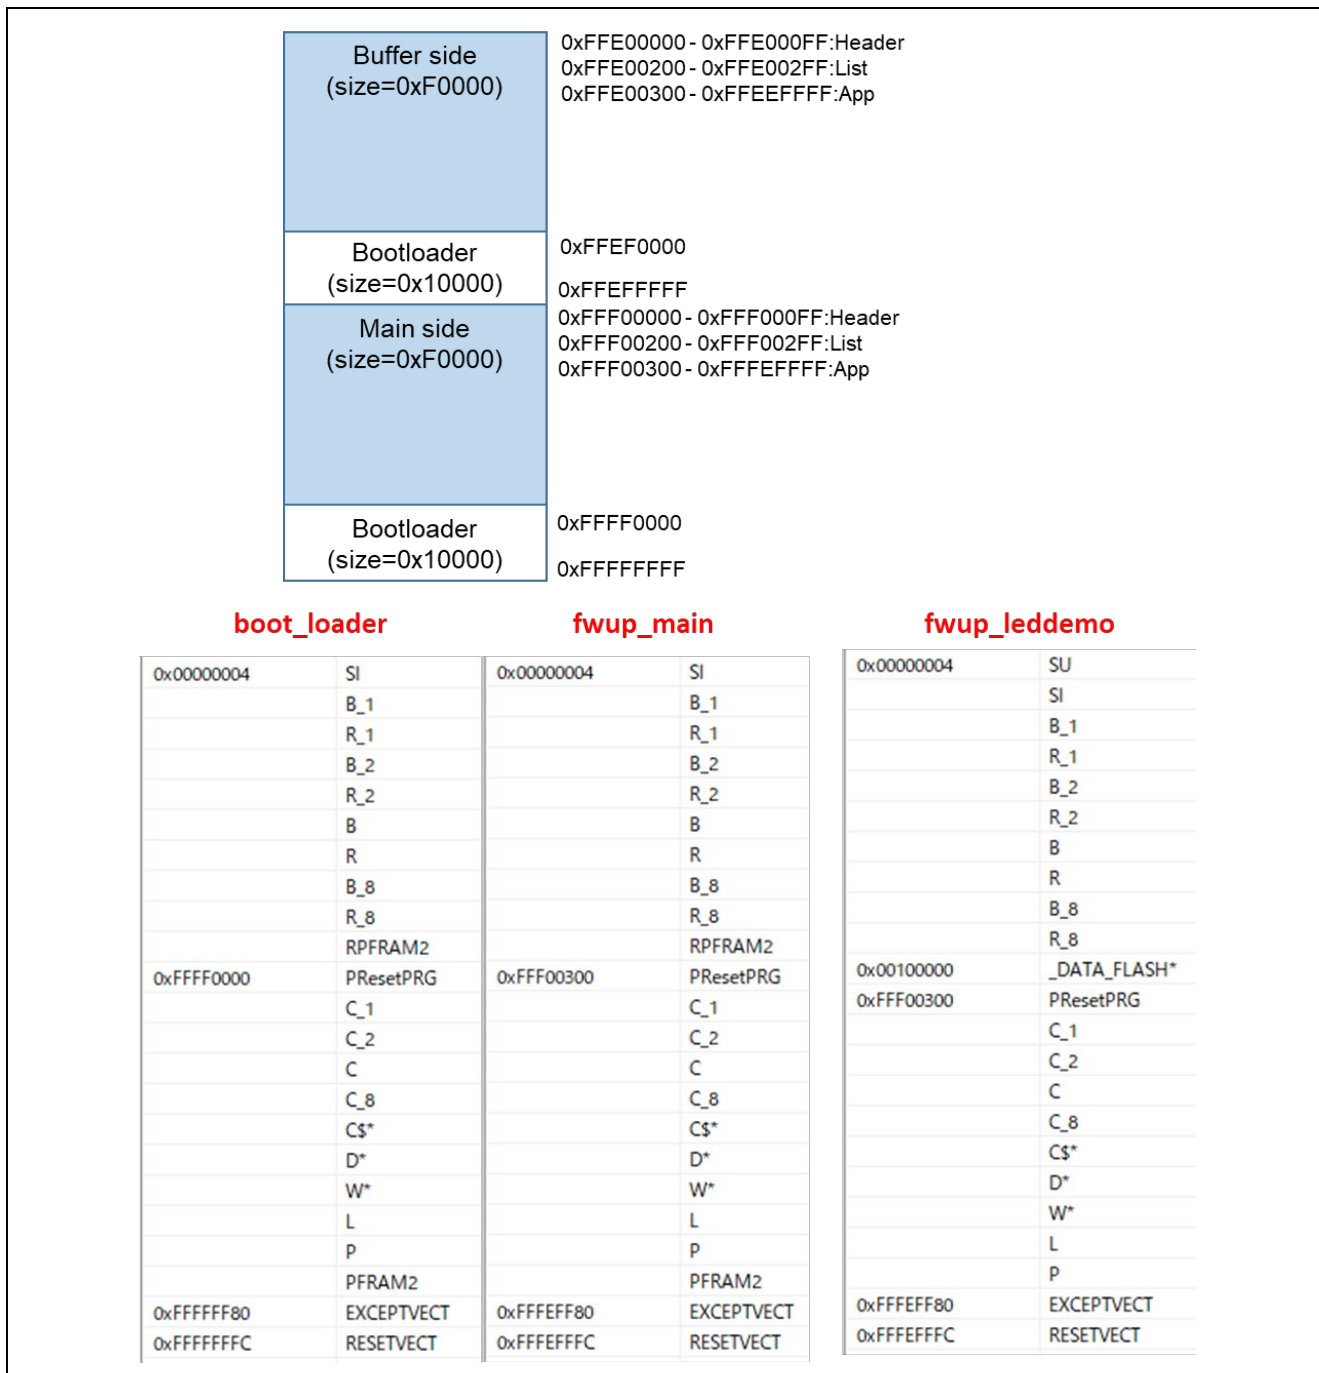 Buffer side
(size=0xF0000)
0xFFE00000 - 0xFFE000FF:Header
0xFFE00200 - 0xFFE002FF:List
0xFFE00300 - 0xFFEEFFFF:App
Bootloader
(size=0x10000)
0xFFEF0000
0xFFEFFFFF
Main side
(size=0xF0000)
0xFFF00000 - 0xFFF000FF:Header
0xFFF00200 - 0xFFF002FF:List
0xFFF00300 - 0xFFFEFFFF:App
Bootloader
(size=0x10000)
0xFFFF0000
0xFFFFFFFF
boot_loader
0x00000004 SI
B_1
R_1
B_2
R_2
B
R
B_8
R_8
RPFRAM2
0xFFFF0000 PResetPRG
C_1
C_2
C
C_8
C$*
D*
W*
L
P
PFRAM2
0xFFFFFF80 EXCEPTVECT
0xFFFFFFFC RESETVECT
fwup_main
0x00000004 SI
B_1
R_1
B_2
R_2
B
R
B_8
R_8
RPFRAM2
0xFFF00300 PResetPRG
C_1
C_2
C
C_8
C$*
D*
W*
L
P
PFRAM2
0xFFFEFF80 EXCEPTVECT
0xFFFEFFFC RESETVECT
fwup_leddemo
0x00000004 SU
SI
B_1
R_1
B_2
R_2
B
R
B_8
R_8
0x00100000 _DATA_FLASH*
0xFFF00300 PResetPRG
C_1
C_2
C
C_8
C$*
D*
W*
L
P
0xFFFEFF80 EXCEPTVECT
0xFFFEFFFC RESETVECT